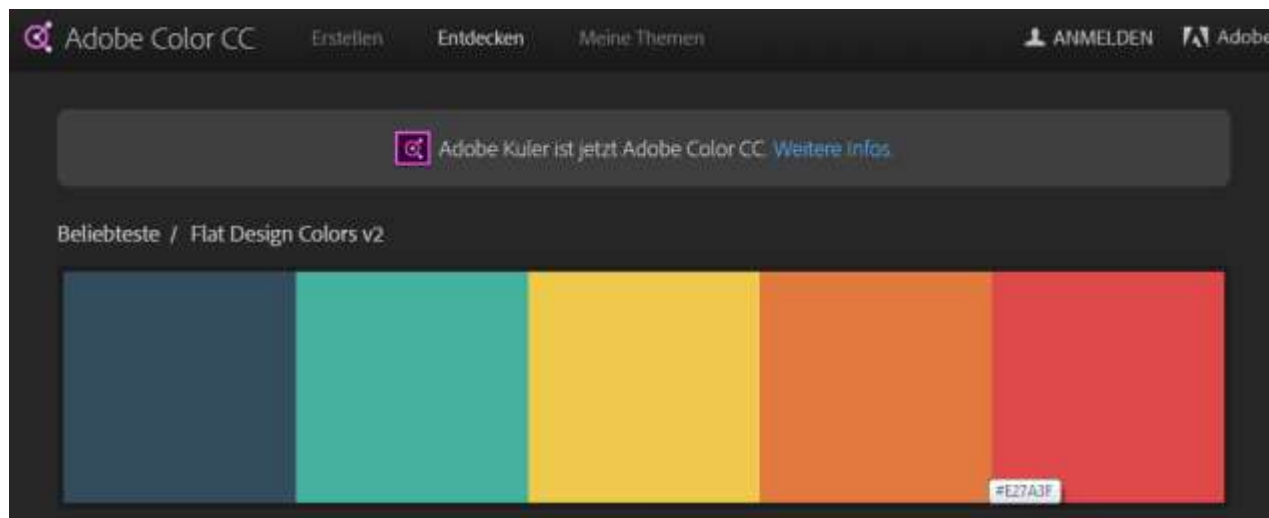 Adobe Color CC Erstellen Entdecken Meine Themen ANMELDEN Adobe
Adobe Kuler ist jetzt Adobe Color CC. Weitere Infos.
Beliebteste / Flat Design Colors v2
#E27A3F